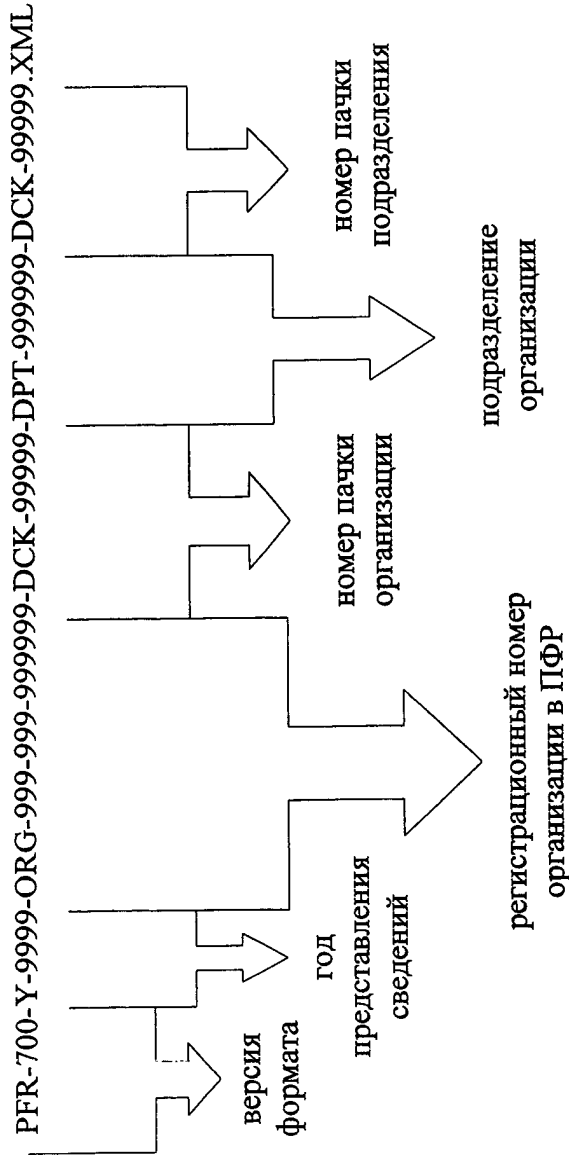 PFR-700-Y-9999-ORG-999-999-999999-DCK-99999-DPT-999999-DCK-99999.XML
версия
формата
год
представления
сведений
регистрационный номер
организации в ПФР
номер пачки
организации
подразделение
организации
номер пачки
подразделения